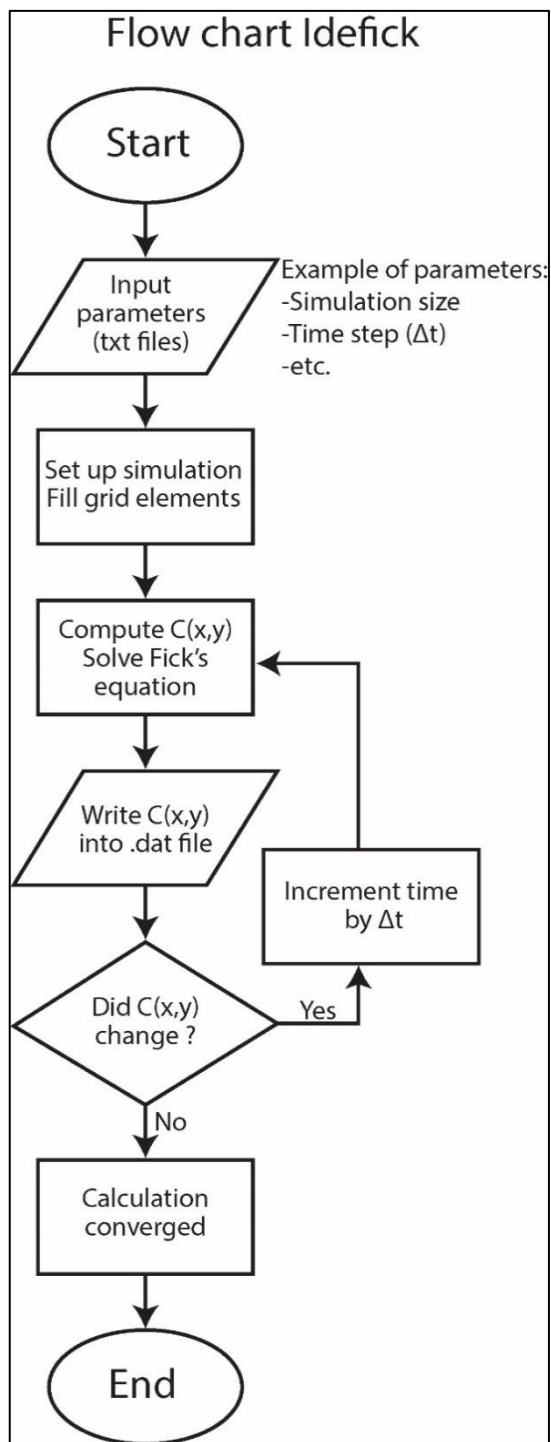 Flow chart Idefick
Start
Input
parameters
(txt files)
Example of parameters:
-Simulation size
-Time step (Δt)
-etc.
Set up simulation
Fill grid elements
Compute C(x,y)
Solve Fick's
equation
Write C(x,y)
into .dat file
Increment time
by Δt
Did C(x,y)
change ?
Yes
No
Calculation
converged
End